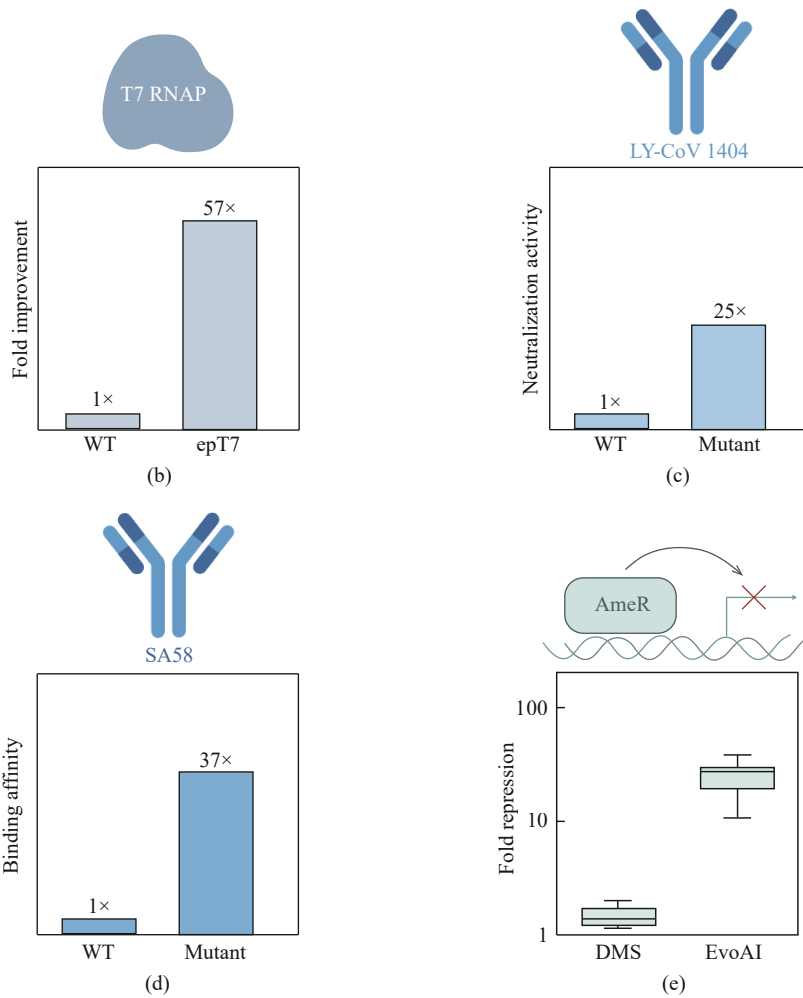 T7 RNAP
Fold improvement
57×
1×
WT
epT7
(b)
LY-CoV 1404
Neutralization activity
25×
1×
WT
Mutant
(c)
SA58
Binding affinity
37×
1×
WT
Mutant
(d)
AmeR
Fold repression
100
10
1
DMS
EvoAI
(e)